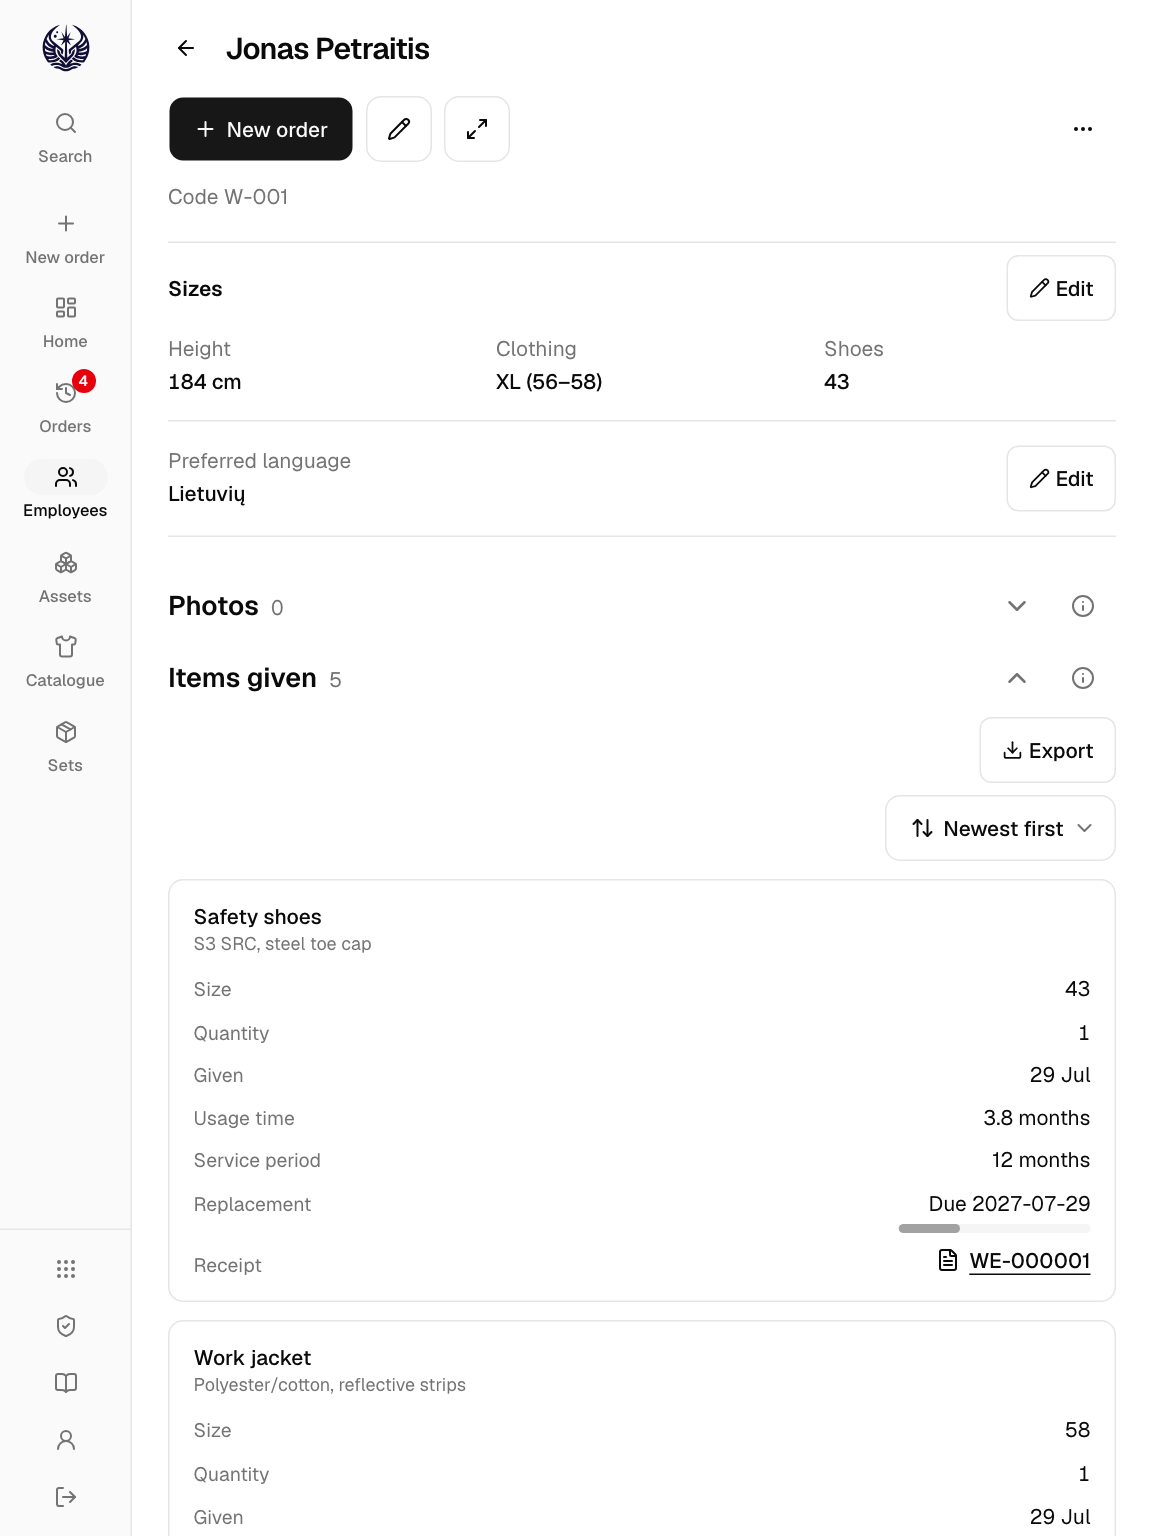 Jonas Petraitis
New order
Code W-001
Search
New order
Home
4
Orders
Employees
Assets
Catalogue
Sets
Sizes
Edit
Height
Clothing
Shoes
184 cm
XL (56–58)
43
Preferred language
Lietuvių
Edit
Photos 0
Items given 5
Export
Newest first
Safety shoes
S3 SRC, steel toe cap
Size 43
Quantity 1
Given 29 Jul
Usage time 3.8 months
Service period 12 months
Replacement Due 2027-07-29
Receipt WE-000001
Work jacket
Polyester/cotton, reflective strips
Size 58
Quantity 1
Given 29 Jul